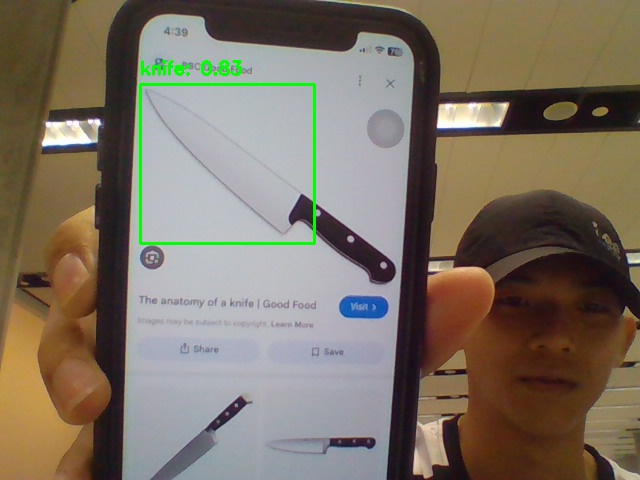 4:39
knife: 0.83
The anatomy of a knife | Good Food
Visit >
Images may be subject to copyright. Learn More
Share
Save